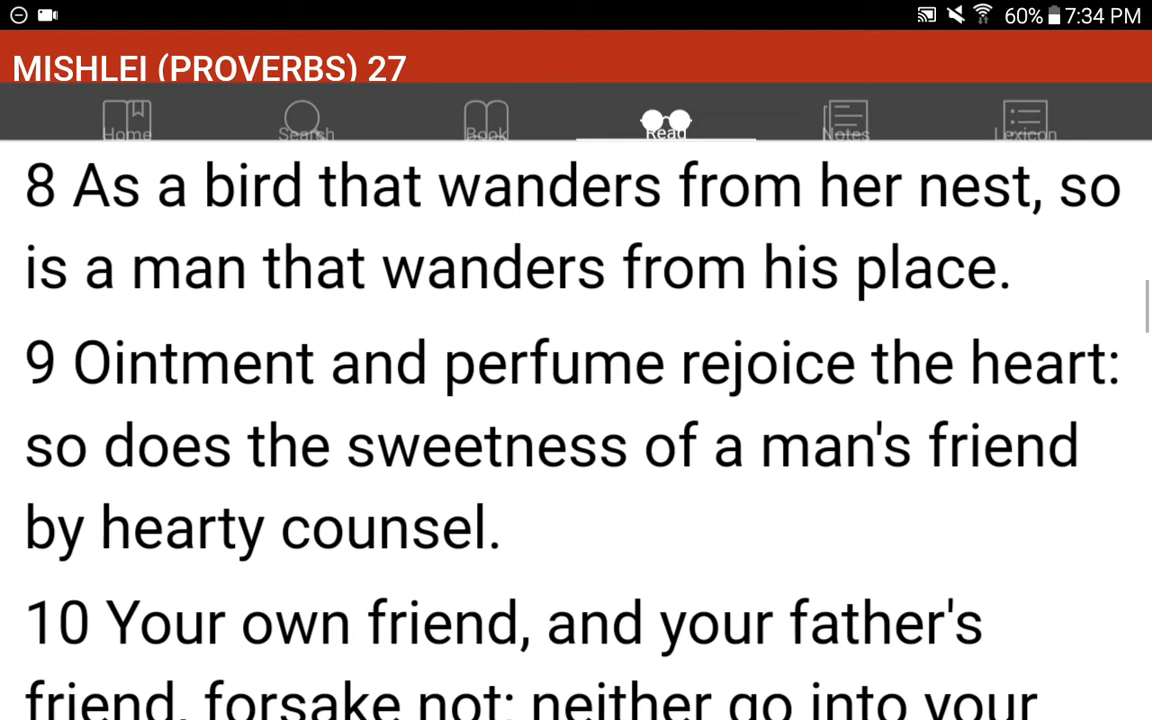 60% 7:34 PM
MISHLEI (PROVERBS) 27
Home Search Book Read Notes Lexicon
8 As a bird that wanders from her nest, so
is a man that wanders from his place.
9 Ointment and perfume rejoice the heart:
so does the sweetness of a man's friend
by hearty counsel.
10 Your own friend, and your father's
friend, forsake not; neither go into your